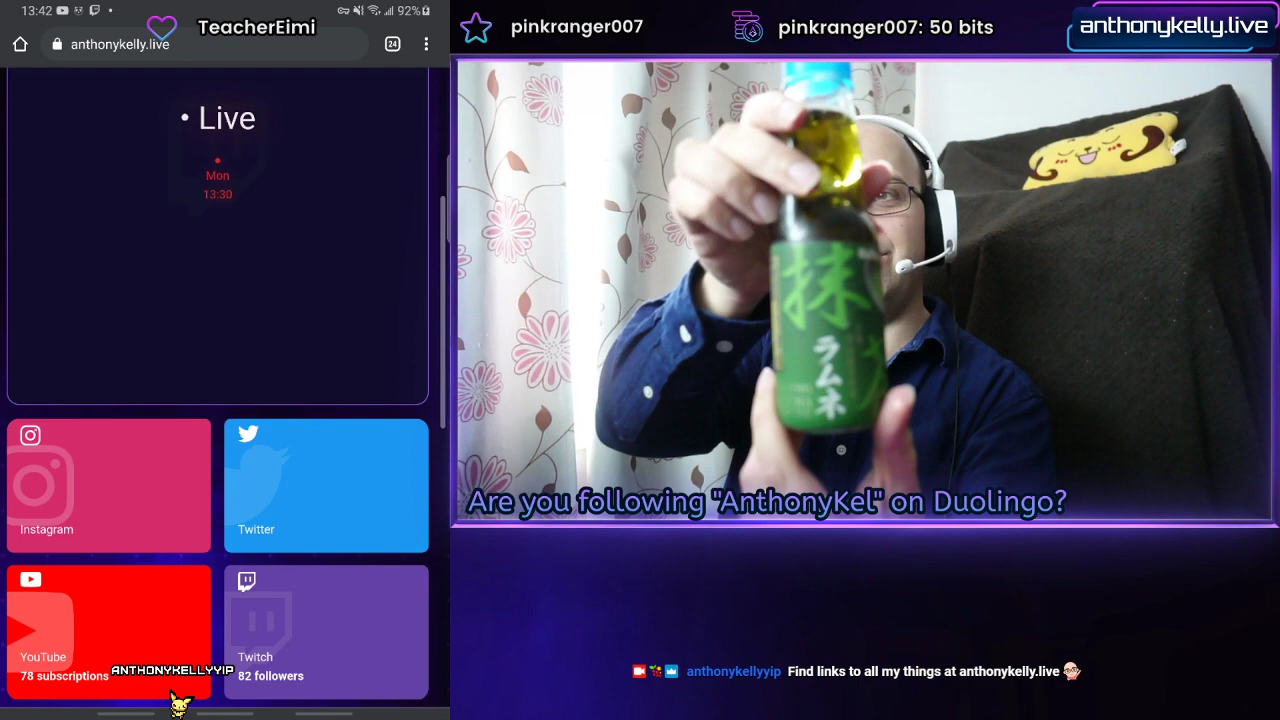 13:42
92%
TeacherEimi
anthonykelly.live
24
• Live
Mon
13:30
Instagram
Twitter
YouTube
78 subscriptions
Twitch
82 followers
ANTHONYKELLYYIP
pinkranger007
pinkranger007: 50 bits
anthonykelly.live
抹
ラムネ
Are you following "AnthonyKel" on Duolingo?
anthonykellyyip Find links to all my things at anthonykelly.live